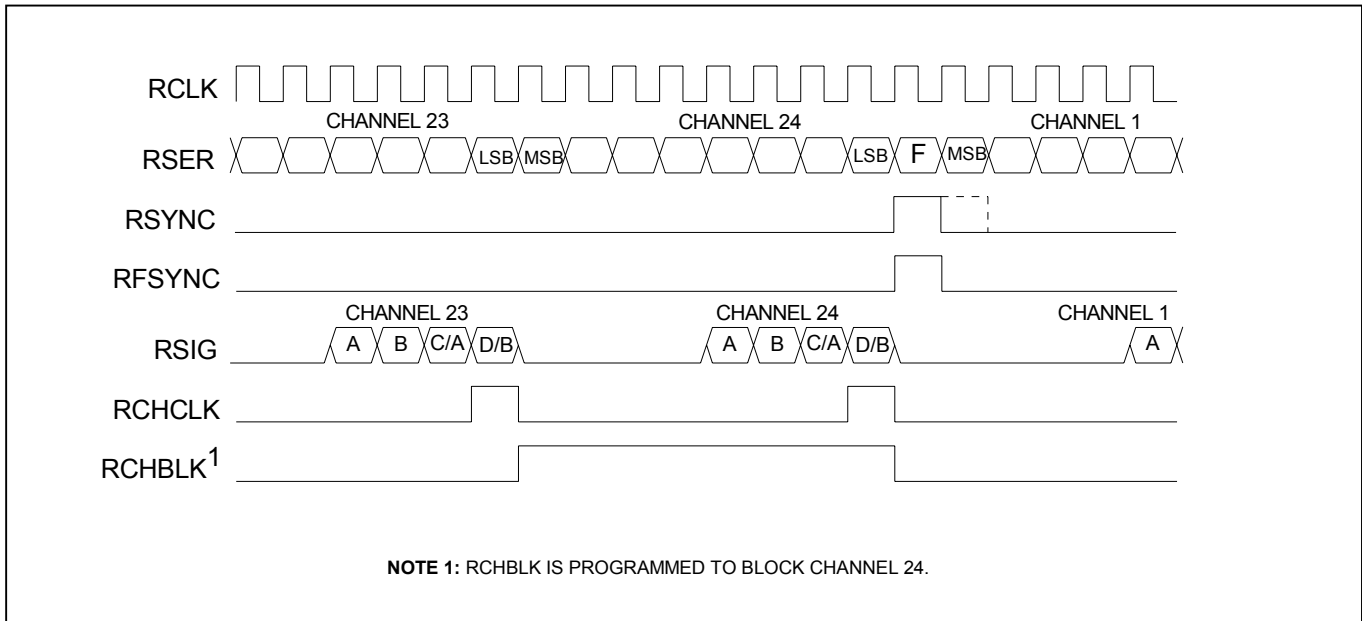 RCLK
CHANNEL 23 CHANNEL 24 CHANNEL 1
RSER LSB MSB LSB F MSB
RSYNC
RFSYNC
CHANNEL 23 CHANNEL 24 CHANNEL 1
RSIG A B C/A D/B A B C/A D/B A
RCHCLK
RCHBLK1
NOTE 1: RCHBLK IS PROGRAMMED TO BLOCK CHANNEL 24.